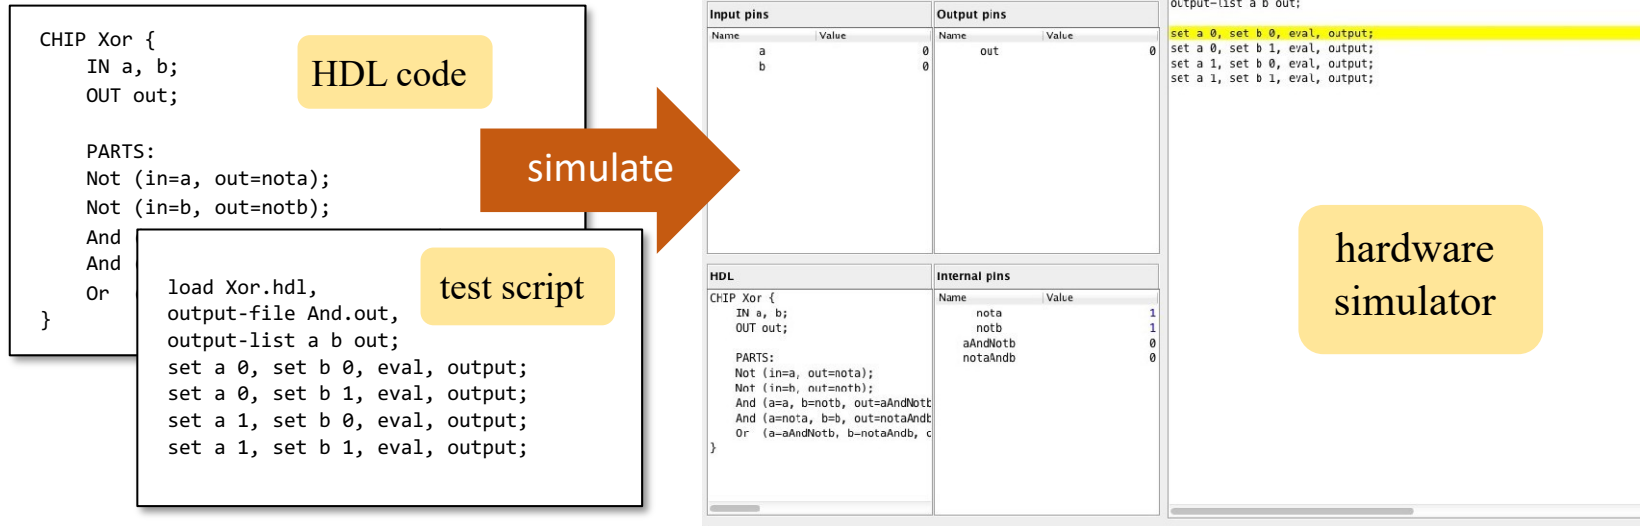 CHIP Xor {
IN a, b;
OUT out;
PARTS:
Not (in=a, out=nota);
Not (in=b, out=notb);
And
And
Or
}
HDL code
load Xor.hdl,
output-file And.out,
output-list a b out;
set a 0, set b 0, eval, output;
set a 0, set b 1, eval, output;
set a 1, set b 0, eval, output;
set a 1, set b 1, eval, output;
test script
simulate
Input pins
Name Value
a 0
b 0
Output pins
Name Value
out 0
HDL
CHIP Xor {
IN a, b;
OUT out;
PARTS:
Not (in=a, out=nota);
Not (in=b, out=notb);
And (a=a, b=notb, out=aAndNotb
And (a=nota, b=b, out=notaAndb
Or (a=aAndNotb, b=notaAndb,
}
Internal pins
Name Value
nota 1
notb 1
aAndNotb 0
notaAndb 0
output-list a b out;
set a 0, set b 0, eval, output;
set a 0, set b 1, eval, output;
set a 1, set b 0, eval, output;
set a 1, set b 1, eval, output;
hardware
simulator